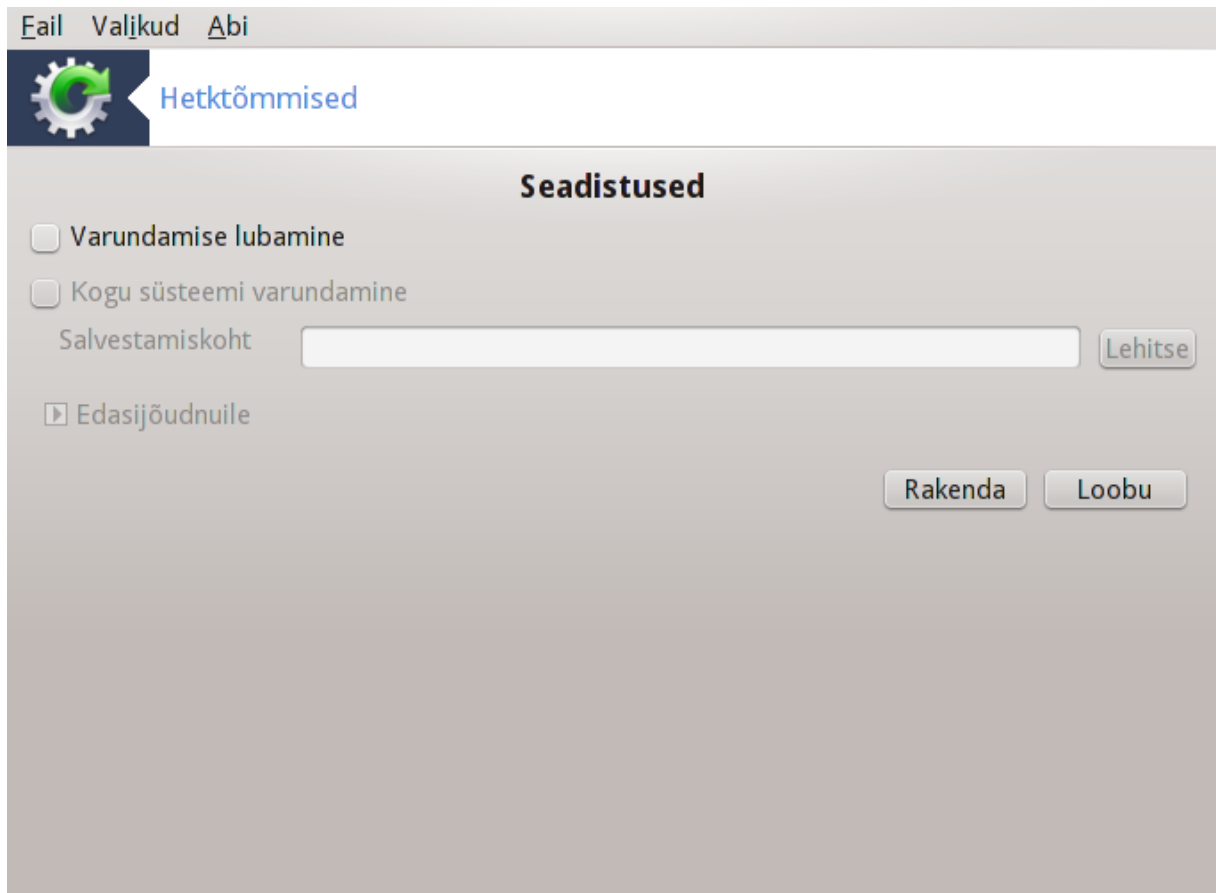 Fail Valikud Abi
Hetktõmmised
Seadistused
Varundamise lubamine
Kogu süsteemi varundamine
Salvestamiskoht Lehitse
Edasijõudnuile
Rakenda Loobu